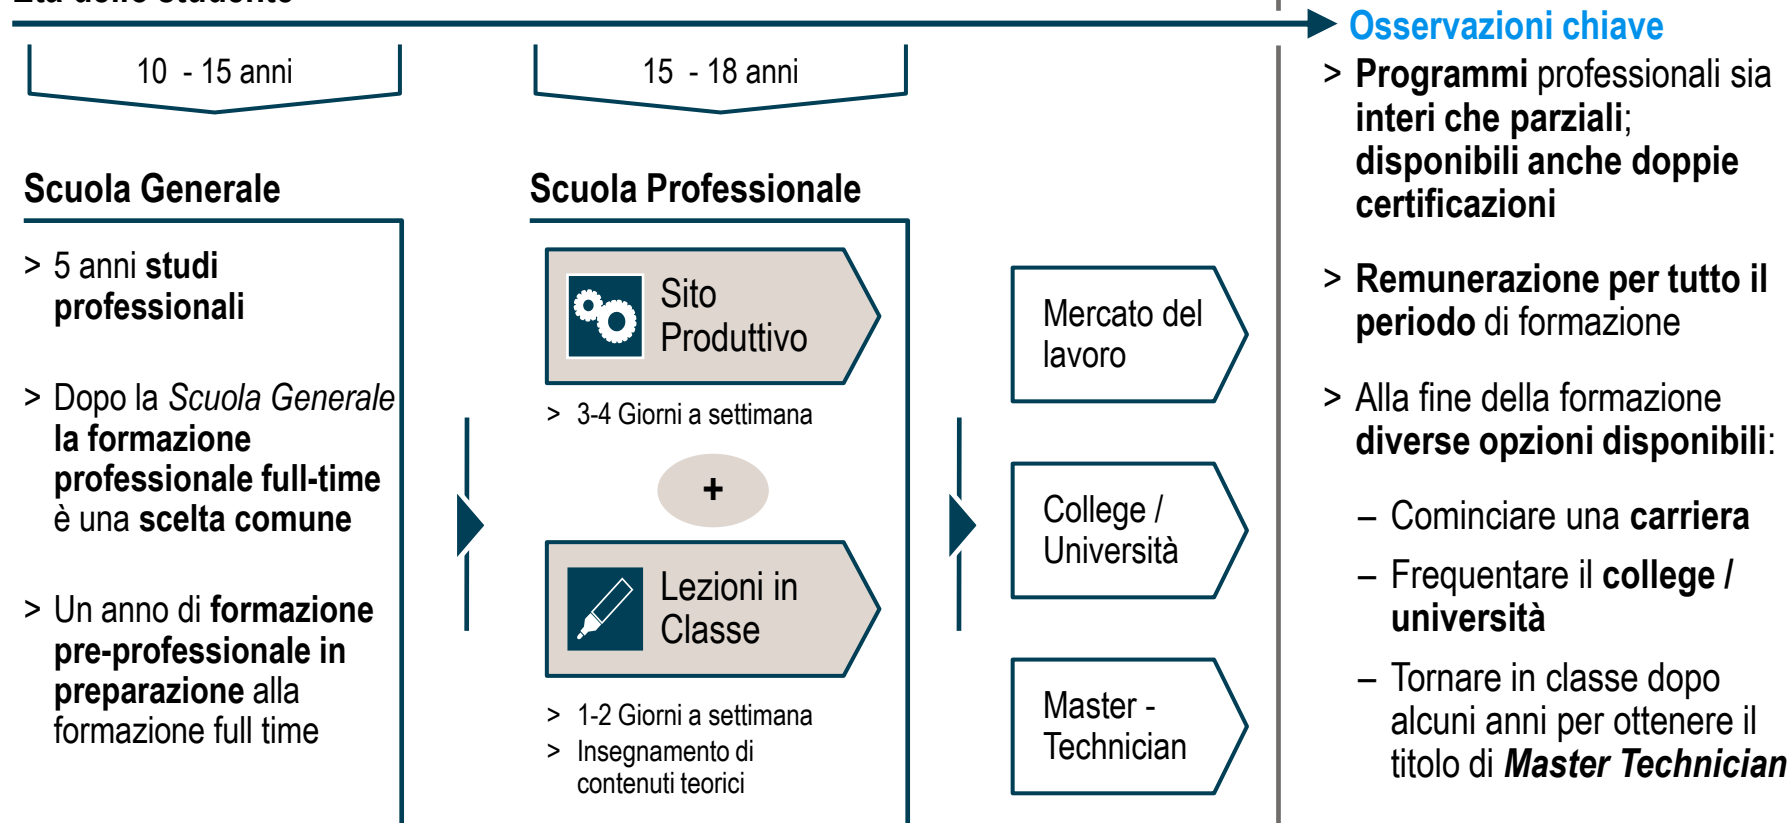 Età dello studente
10 - 15 anni
15 - 18 anni
Scuola Generale
> 5 anni studi
professionali
> Dopo la Scuola Generale
la formazione
professionale full-time
è una scelta comune
> Un anno di formazione
pre-professionale in
preparazione alla
formazione full time
Scuola Professionale
Sito
Produttivo
> 3-4 Giorni a settimana
+
Lezioni in
Classe
> 1-2 Giorni a settimana
> Insegnamento di
contenuti teorici
Mercato del
lavoro
College /
Università
Master -
Technician
Osservazioni chiave
> Programmi professionali sia
interi che parziali;
disponibili anche doppie
certificazioni
> Remunerazione per tutto il
periodo di formazione
> Alla fine della formazione
diverse opzioni disponibili:
– Cominciare una carriera
– Frequentare il college /
università
– Tornare in classe dopo
alcuni anni per ottenere il
titolo di Master Technician